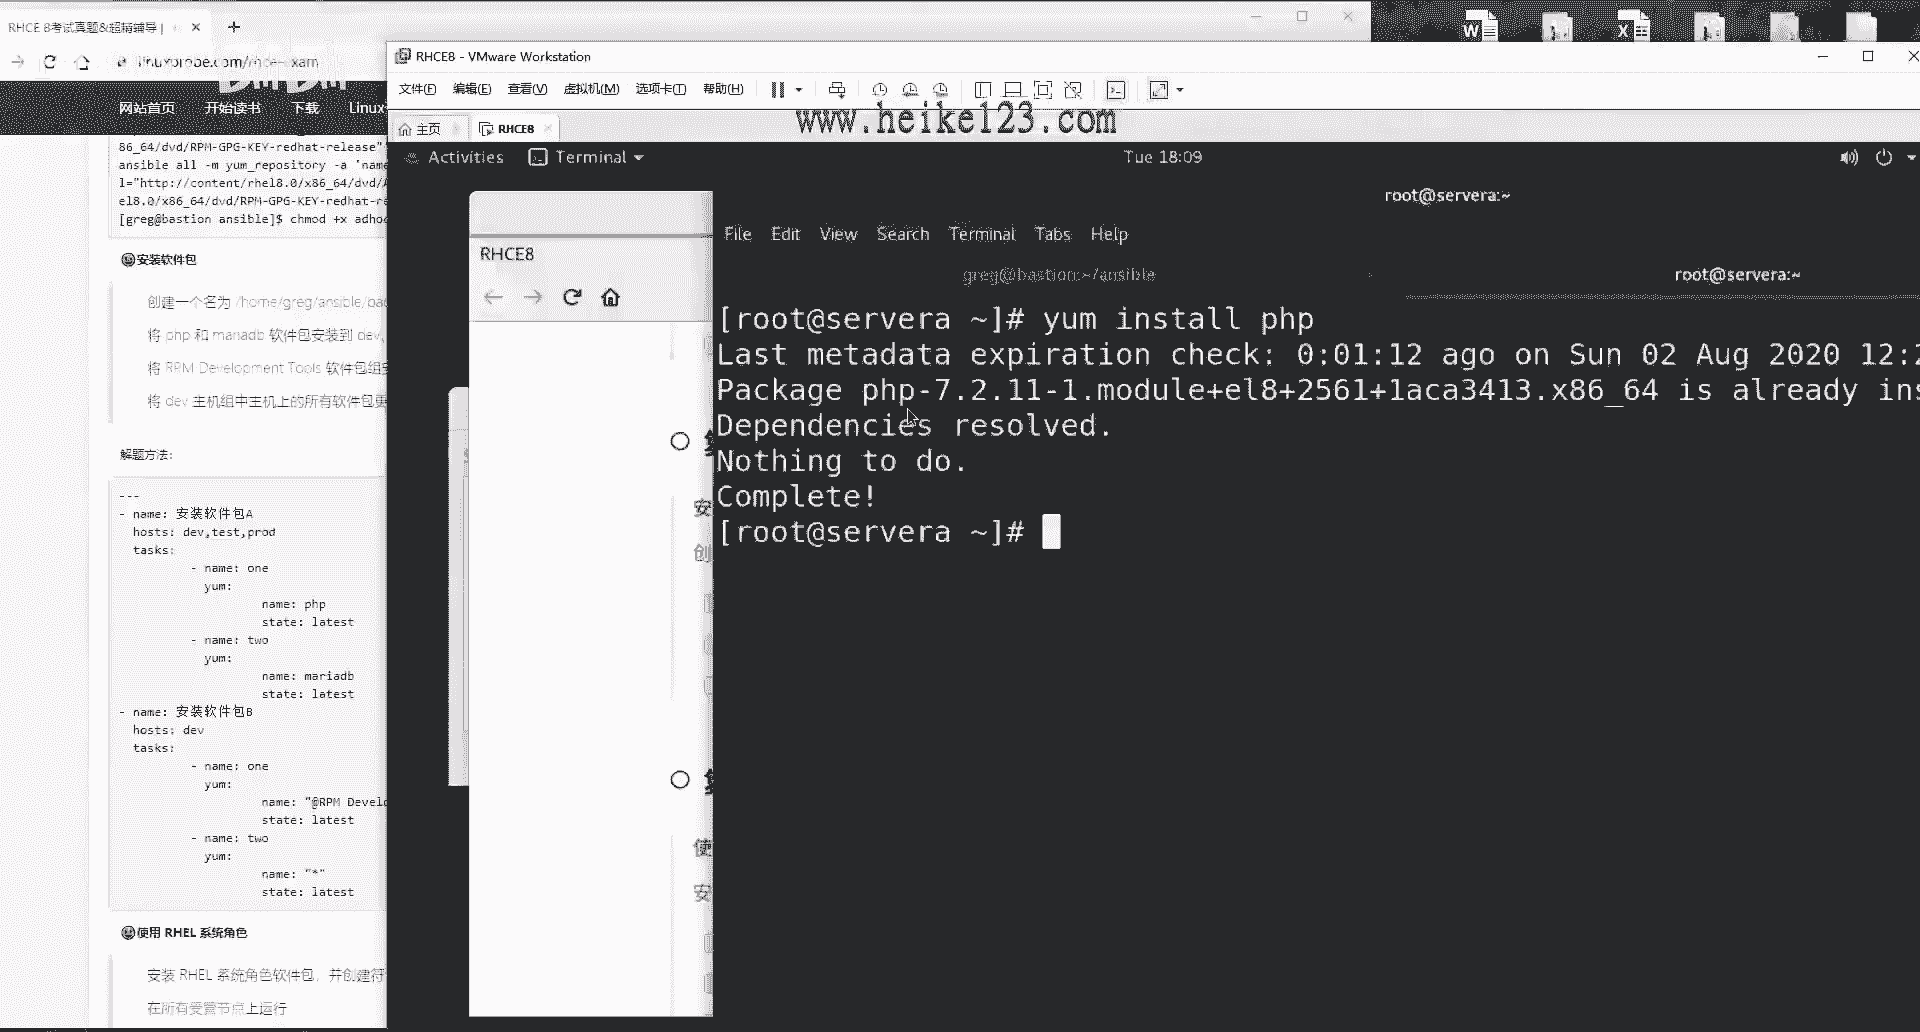 RHCE 8考试真题&超精辅导 |
linuxprobe.com/rhce-exam
网站首页 开始读书 下载 Linux
86_64/dvd/RPM-GPG-KEY-redhat-release"
ansible all -m yum_repository -a 'name
l="http://content/rhel8.0/x86_64/dvd/A
el8.0/x86_64/dvd/RPM-GPG-KEY-redhat-re
[greg@bastion ansible]$ chmod +x adhoc
安装软件包
创建一个名为 /home/greg/ansible/pac
将 php 和 mariadb 软件包安装到 dev、
将 RPM Development Tools 软件包组安
将 dev 主机组中主机上的所有软件包更
解题方法:
---
- name: 安装软件包A
hosts: dev,test,prod
tasks:
- name: one
yum:
name: php
state: latest
- name: two
yum:
name: mariadb
state: latest
- name: 安装软件包B
hosts: dev
tasks:
- name: one
yum:
name: "@RPM Develo
state: latest
- name: two
yum:
name: "*"
state: latest
使用 RHEL 系统角色
安装 RHEL 系统角色软件包，并创建符
在所有受管节点上运行
RHCE8 - VMware Workstation
文件(F) 编辑(E) 查看(V) 虚拟机(M) 选项卡(T) 帮助(H)
www.heike123.com
主页 RHCE8
Activities Terminal Tue 18:09
RHCE8
安
创
使
安
root@servera:~
File Edit View Search Terminal Tabs Help
greg@bastion:~/ansible root@servera:~
[root@servera ~]# yum install php
Last metadata expiration check: 0:01:12 ago on Sun 02 Aug 2020 12:2
Package php-7.2.11-1.module+el8+2561+1aca3413.x86_64 is already ins
Dependencies resolved.
Nothing to do.
Complete!
[root@servera ~]#